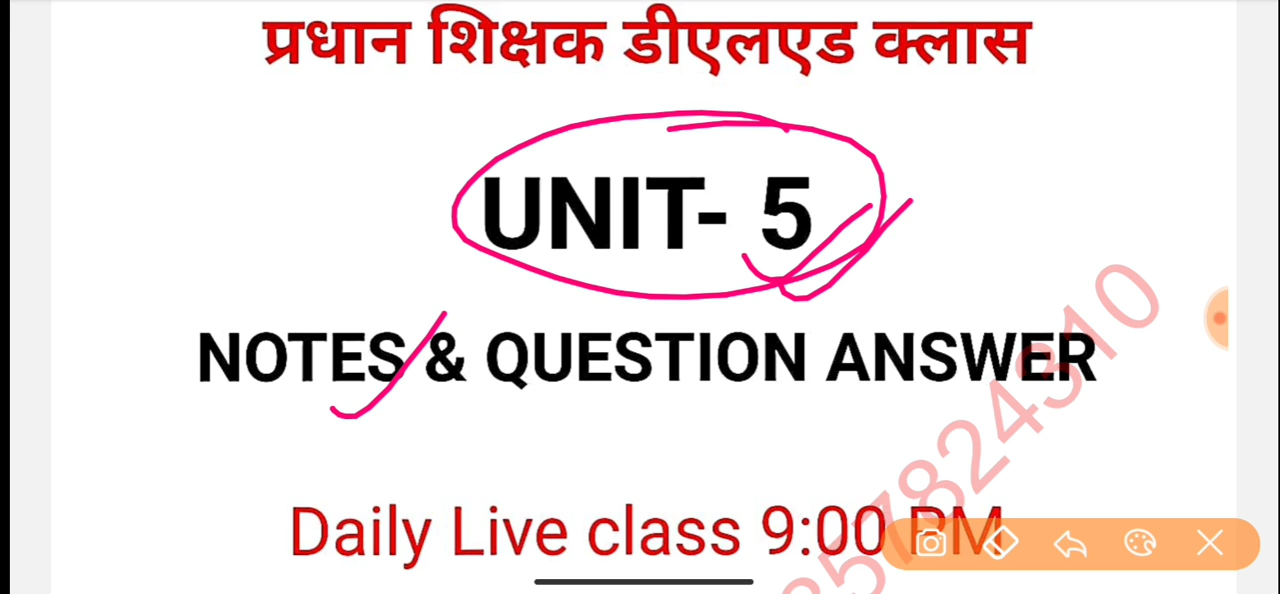 प्रधान शिक्षक डीएलएड क्लास
UNIT- 5
NOTES & QUESTION ANSWER
Daily Live class 9:00 PM